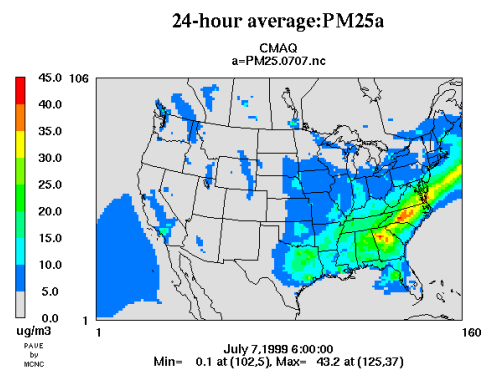 24-hour average:PM25a
CMAQ
a=PM25.0707.nc
45.0
40.0
35.0
30.0
25.0
20.0
15.0
10.0
5.0
0.0
ug/m3
PAVE
by
MCNC
106
1
1
160
July 7,1999 6:00:00
Min= 0.1 at (102,5), Max= 43.2 at (125,37)